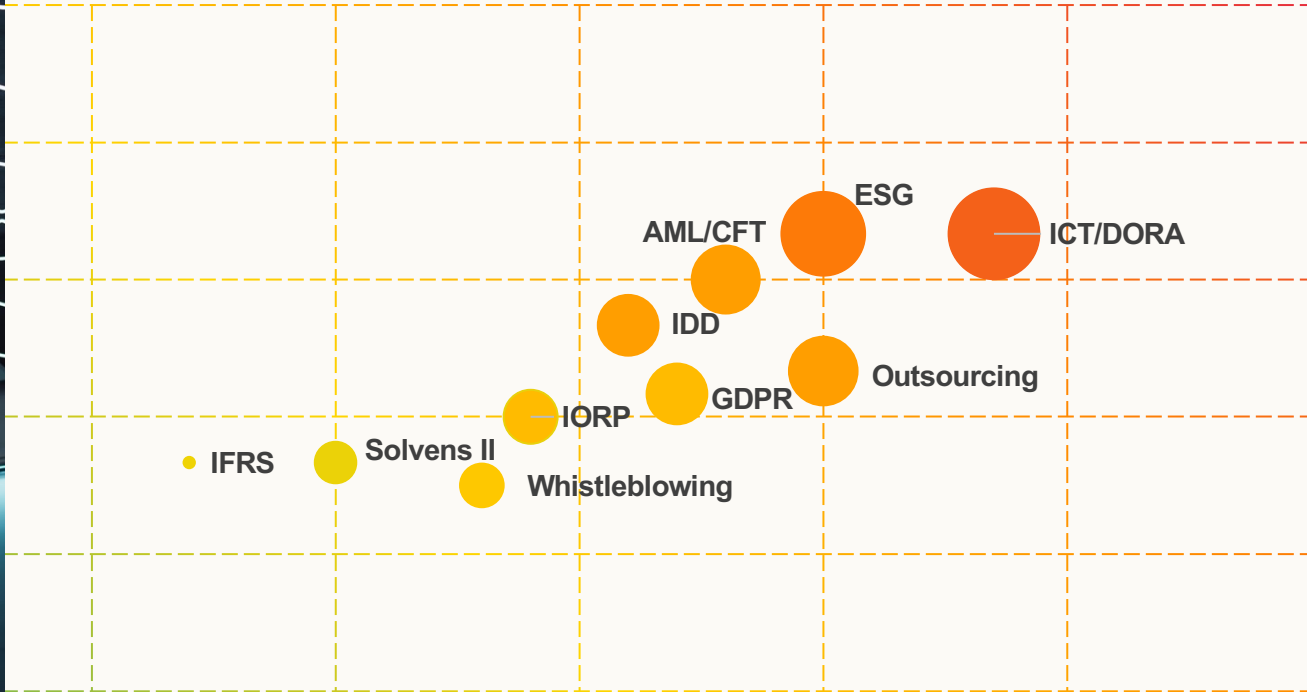 ESG
AML/CFT
ICT/DORA
IDD
Outsourcing
GDPR
IORP
Solvens II
IFRS
Whistleblowing